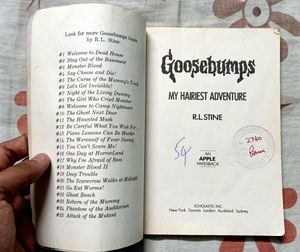 Look for more Goosebumps books
by R.L. Stine:
#1 Welcome to Dead House
#2 Stay Out of the Basement
#3 Monster Blood
#4 Say Cheese and Die!
#5 The Curse of the Mummy's Tomb
#6 Let's Get Invisible!
#7 Night of the Living Dummy
#8 The Girl Who Cried Monster
#9 Welcome to Camp Nightmare
#10 The Ghost Next Door
#11 The Haunted Mask
#12 Be Careful What You Wish For
#13 Piano Lessons Can Be Murder
#14 The Werewolf of Fever Swamp
#15 You Can't Scare Me!
#16 One Day at HorrorLand
#17 Why I'm Afraid of Bees
#18 Monster Blood II
#19 Deep Trouble
#20 The Scarecrow Walks at Midnight
#21 Go Eat Worms!
#22 Ghost Beach
#23 Return of the Mummy
#24 Phantom of the Auditorium
#25 Attack of the Mutant
Goosebumps
MY HAIRIEST ADVENTURE
R.L. STINE
AN
APPLE
PAPERBACK
SCHOLASTIC INC.
New York Toronto London Auckland Sydney